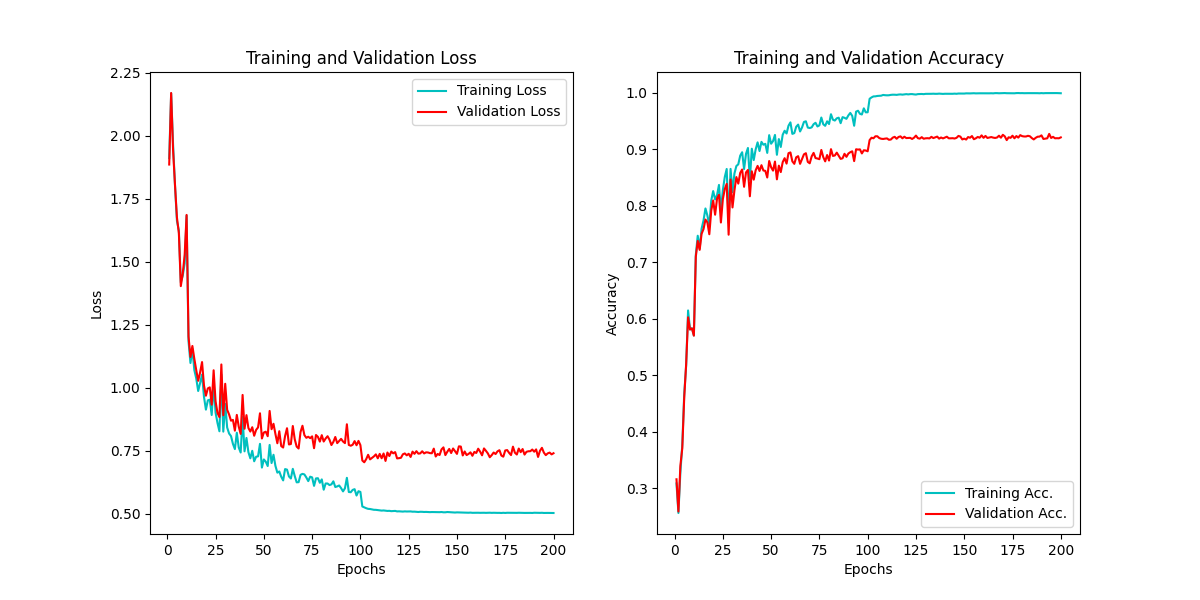 Training and Validation Loss
2.25
2.00
1.75
1.50
1.25
1.00
0.75
0.50
Loss
Training Loss
Validation Loss
0 25 50 75 100 125 150 175 200
Epochs
Training and Validation Accuracy
1.0
0.9
0.8
0.7
0.6
0.5
0.4
0.3
Accuracy
Training Acc.
Validation Acc.
0 25 50 75 100 125 150 175 200
Epochs